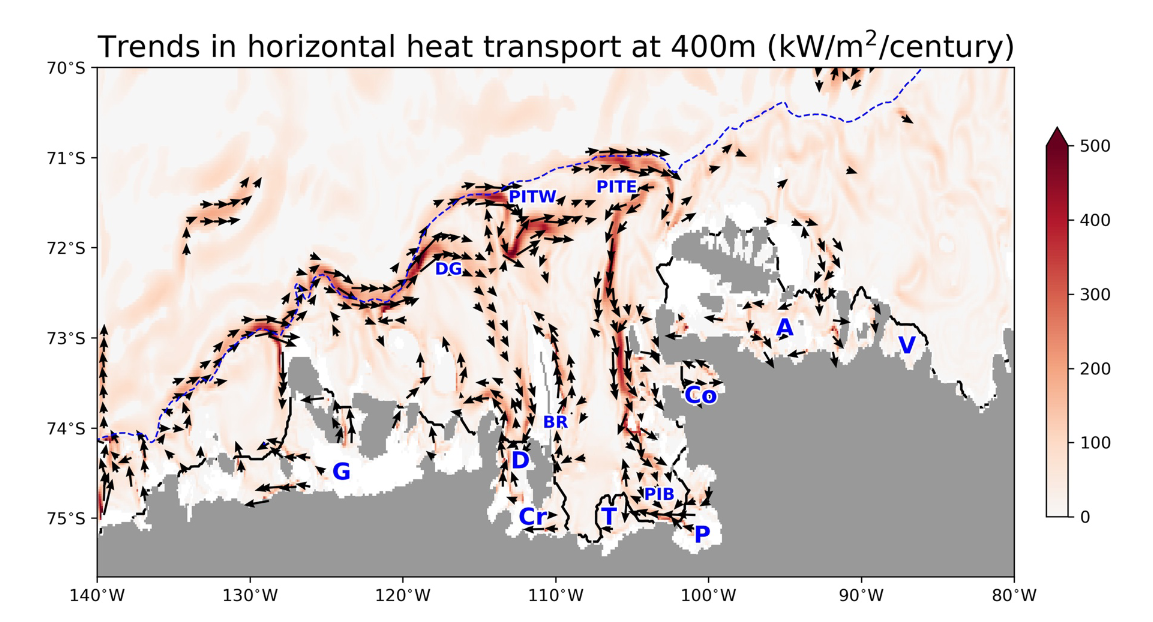 Trends in horizontal heat transport at 400m (kW/m²/century)
70°S
71°S
72°S
73°S
74°S
75°S
140°W
130°W
120°W
110°W
100°W
90°W
80°W
PITW
PITE
DG
BR
PIB
A
V
Co
G
D
Cr
T
P
500
400
300
200
100
0